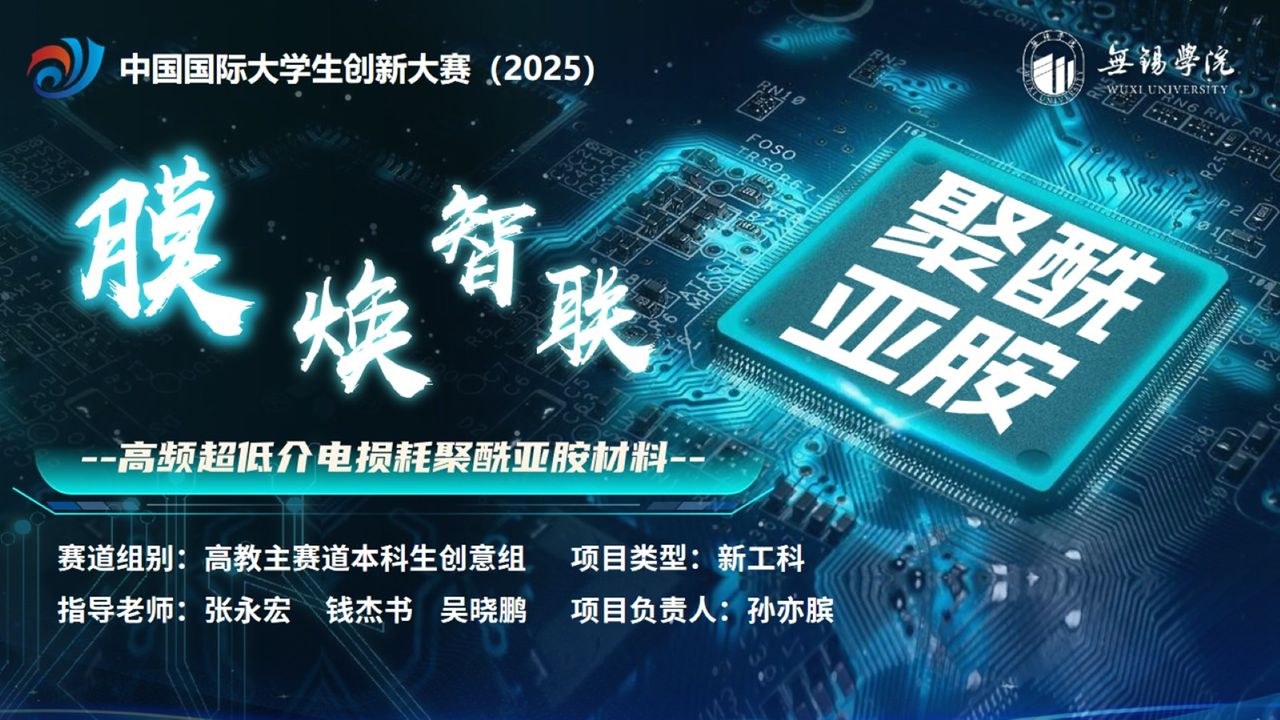 中国国际大学生创新大赛（2025）
無錫學院
WUXI UNIVERSITY
膜焕智联
聚酰
亚胺
--高频超低介电损耗聚酰亚胺材料--
赛道组别：高教主赛道本科生创意组 项目类型：新工科
指导老师：张永宏 钱杰书 吴晓鹏 项目负责人：孙亦膑
RN10
FOSO
RN2